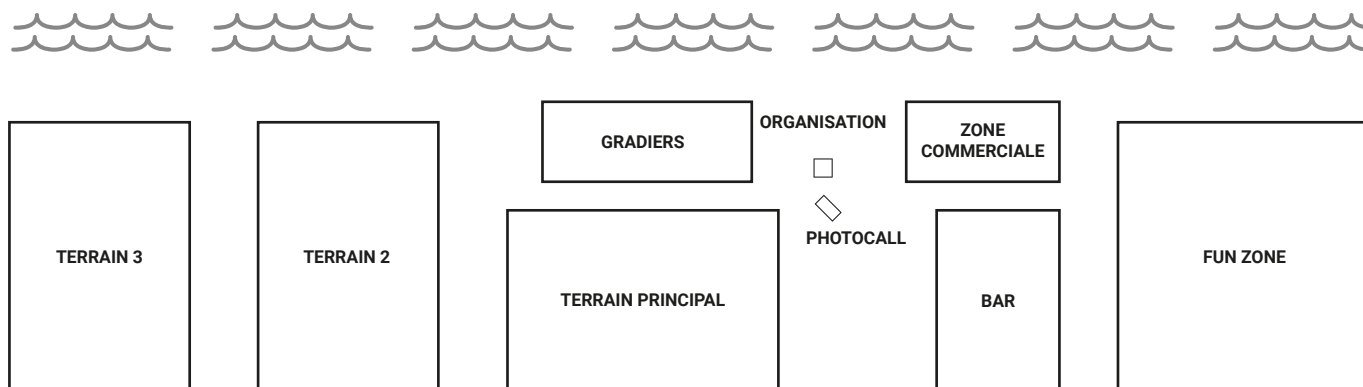 ORGANISATION
GRADIERS
ZONE
COMMERCIALE
PHOTOCALL
TERRAIN 3
TERRAIN 2
FUN ZONE
TERRAIN PRINCIPAL
BAR